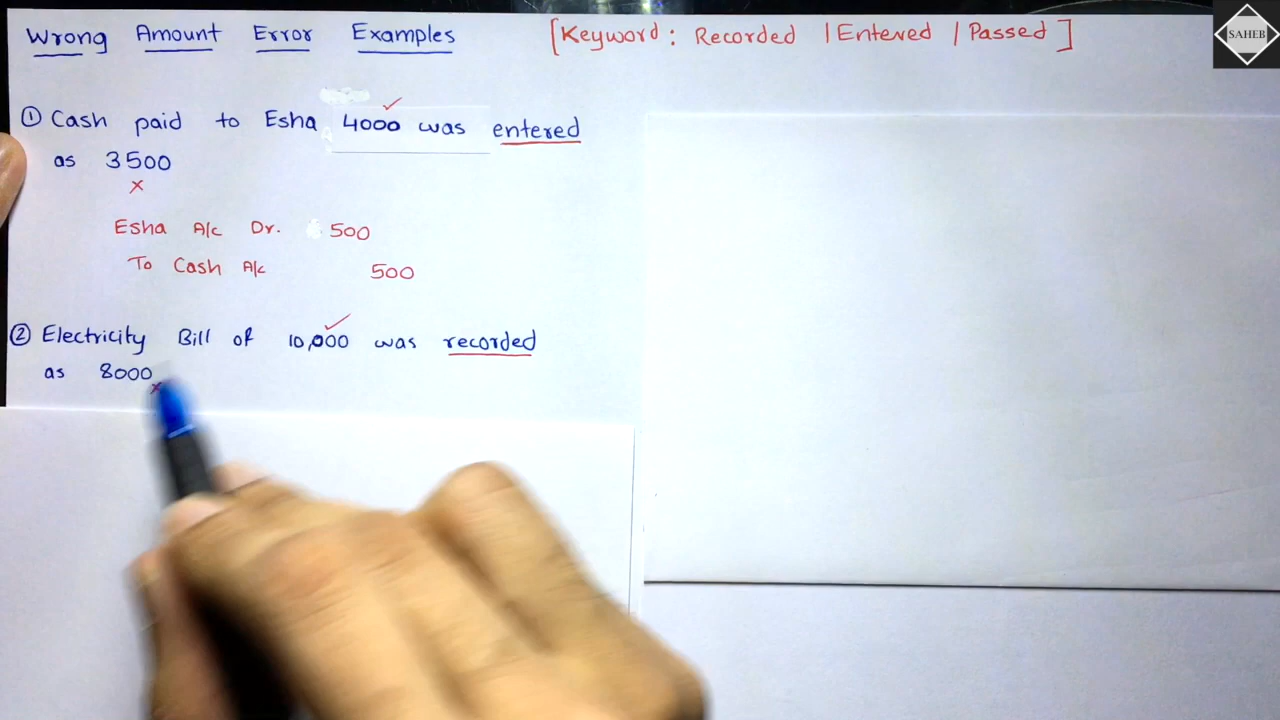 Wrong Amount Error Examples [Keyword: Recorded | Entered | Passed]
SAHEB
① Cash paid to Esha 4000 was entered
as 3500
Esha A/c Dr. 500
To Cash A/c 500
② Electricity Bill of 10,000 was recorded
as 8000